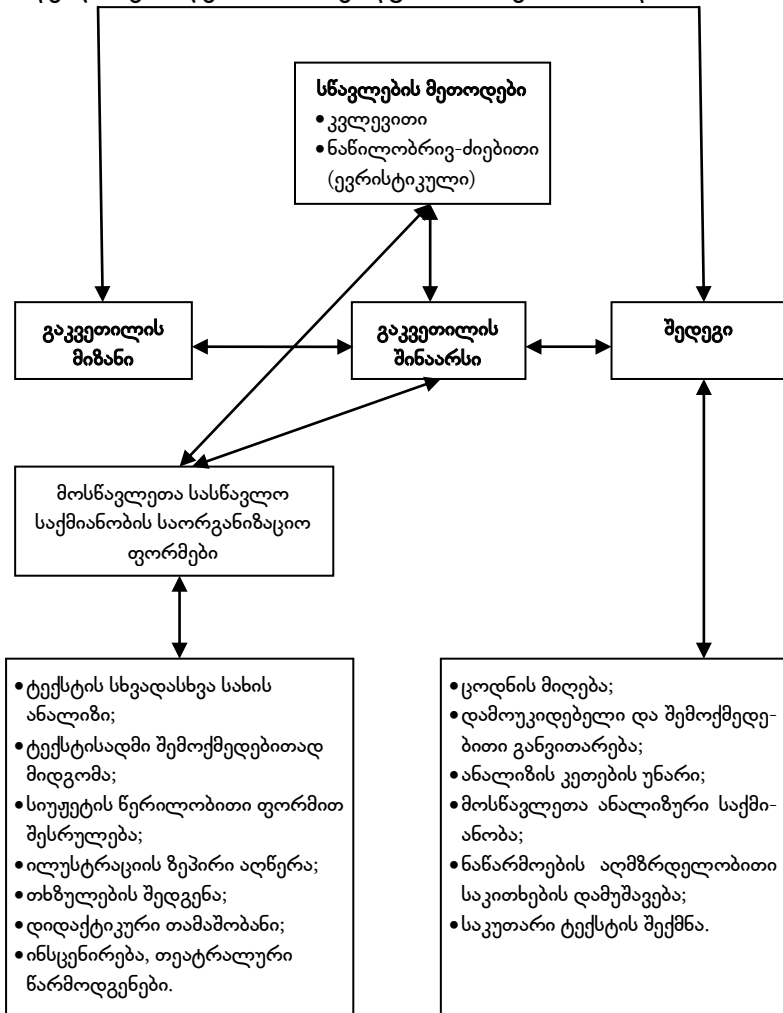 სწავლების მეთოდები
•კვლევითი
•ნაწილობრივ-ძიებითი
(ევრისტიკული)
გაკვეთილის
მიზანი
გაკვეთილის
შინაარსი
შედეგი
მოსწავლეთა სასწავლო
საქმიანობის საორგანიზაციო
ფორმები
•ტექსტის სხვადასხვა სახის
ანალიზი;
•ტექსტისადმი შემოქმედებითად
მიდგომა;
•სიუჟეტის წერილობითი ფორმით
შესრულება;
•ილუსტრაციის ზეპირი აღწერა;
•თხზულების შედგენა;
•დიდაქტიკური თამაშობანი;
•ინსცენირება, თეატრალური
წარმოდგენები.
•ცოდნის მიღება;
•დამოუკიდებელი და შემოქმედე-
ბითი განვითარება;
•ანალიზის კეთების უნარი;
•მოსწავლეთა ანალიზური საქმი-
ანობა;
•ნაწარმოების აღმზრდელობითი
საკითხების დამუშავება;
•საკუთარი ტექსტის შექმნა.